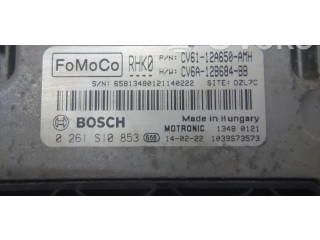 FoMoCo
RHK0
P/N: CV61-12A650-AMH
H/W: CV6A-12B684-BB
S/N: 65B13480121140222 SITE: DZL7C
BOSCH
Made in Hungary
MOTRONIC 1348 0121
0 261 S10 853 14-02-22 1039S73573